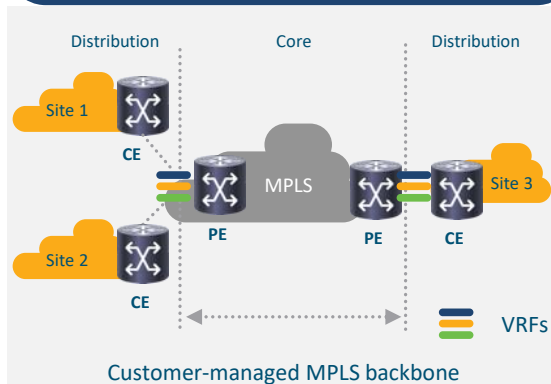 Distribution
Core
Distribution
Site 1
CE
MPLS
Site 3
PE
PE
CE
Site 2
CE
VRFs
Customer-managed MPLS backbone